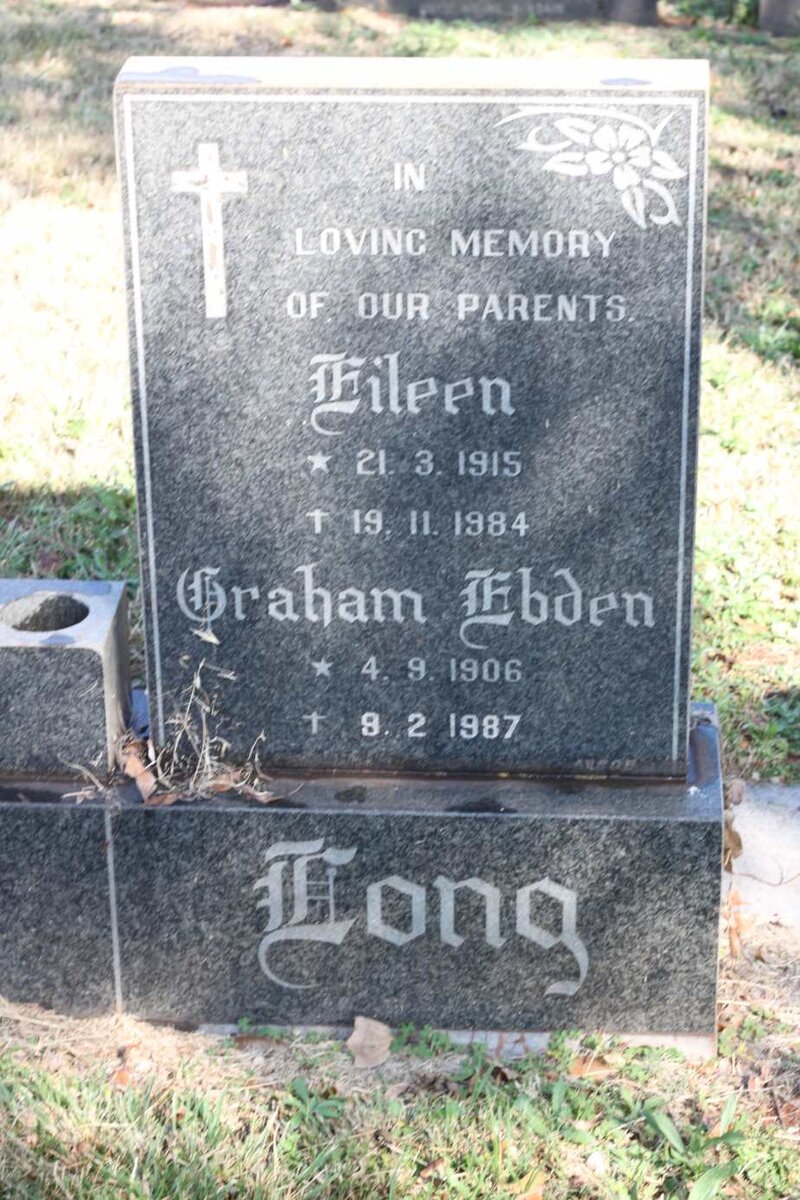 IN
LOVING MEMORY
OF OUR PARENTS.
Eileen
★ 21. 3. 1915
✝ 19. 11. 1984
Graham Ebden
★ 4. 9. 1906
✝ 9. 2 1987
Long